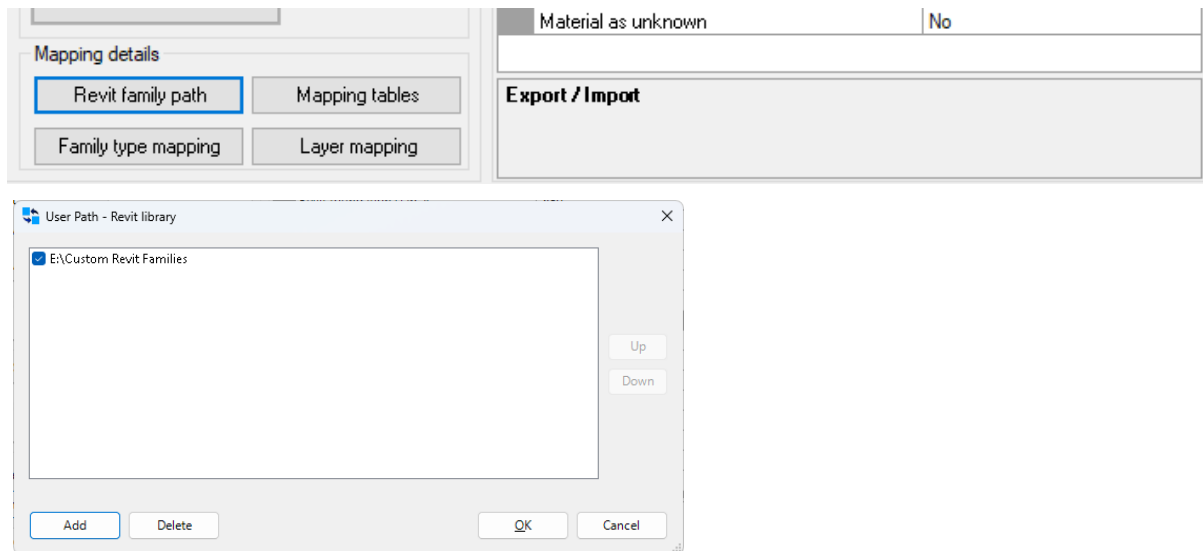 Material as unknown No
Mapping details
Revit family path Mapping tables
Export / Import
Family type mapping Layer mapping
User Path - Revit library
E:\Custom Revit Families
Up
Down
Add Delete OK Cancel